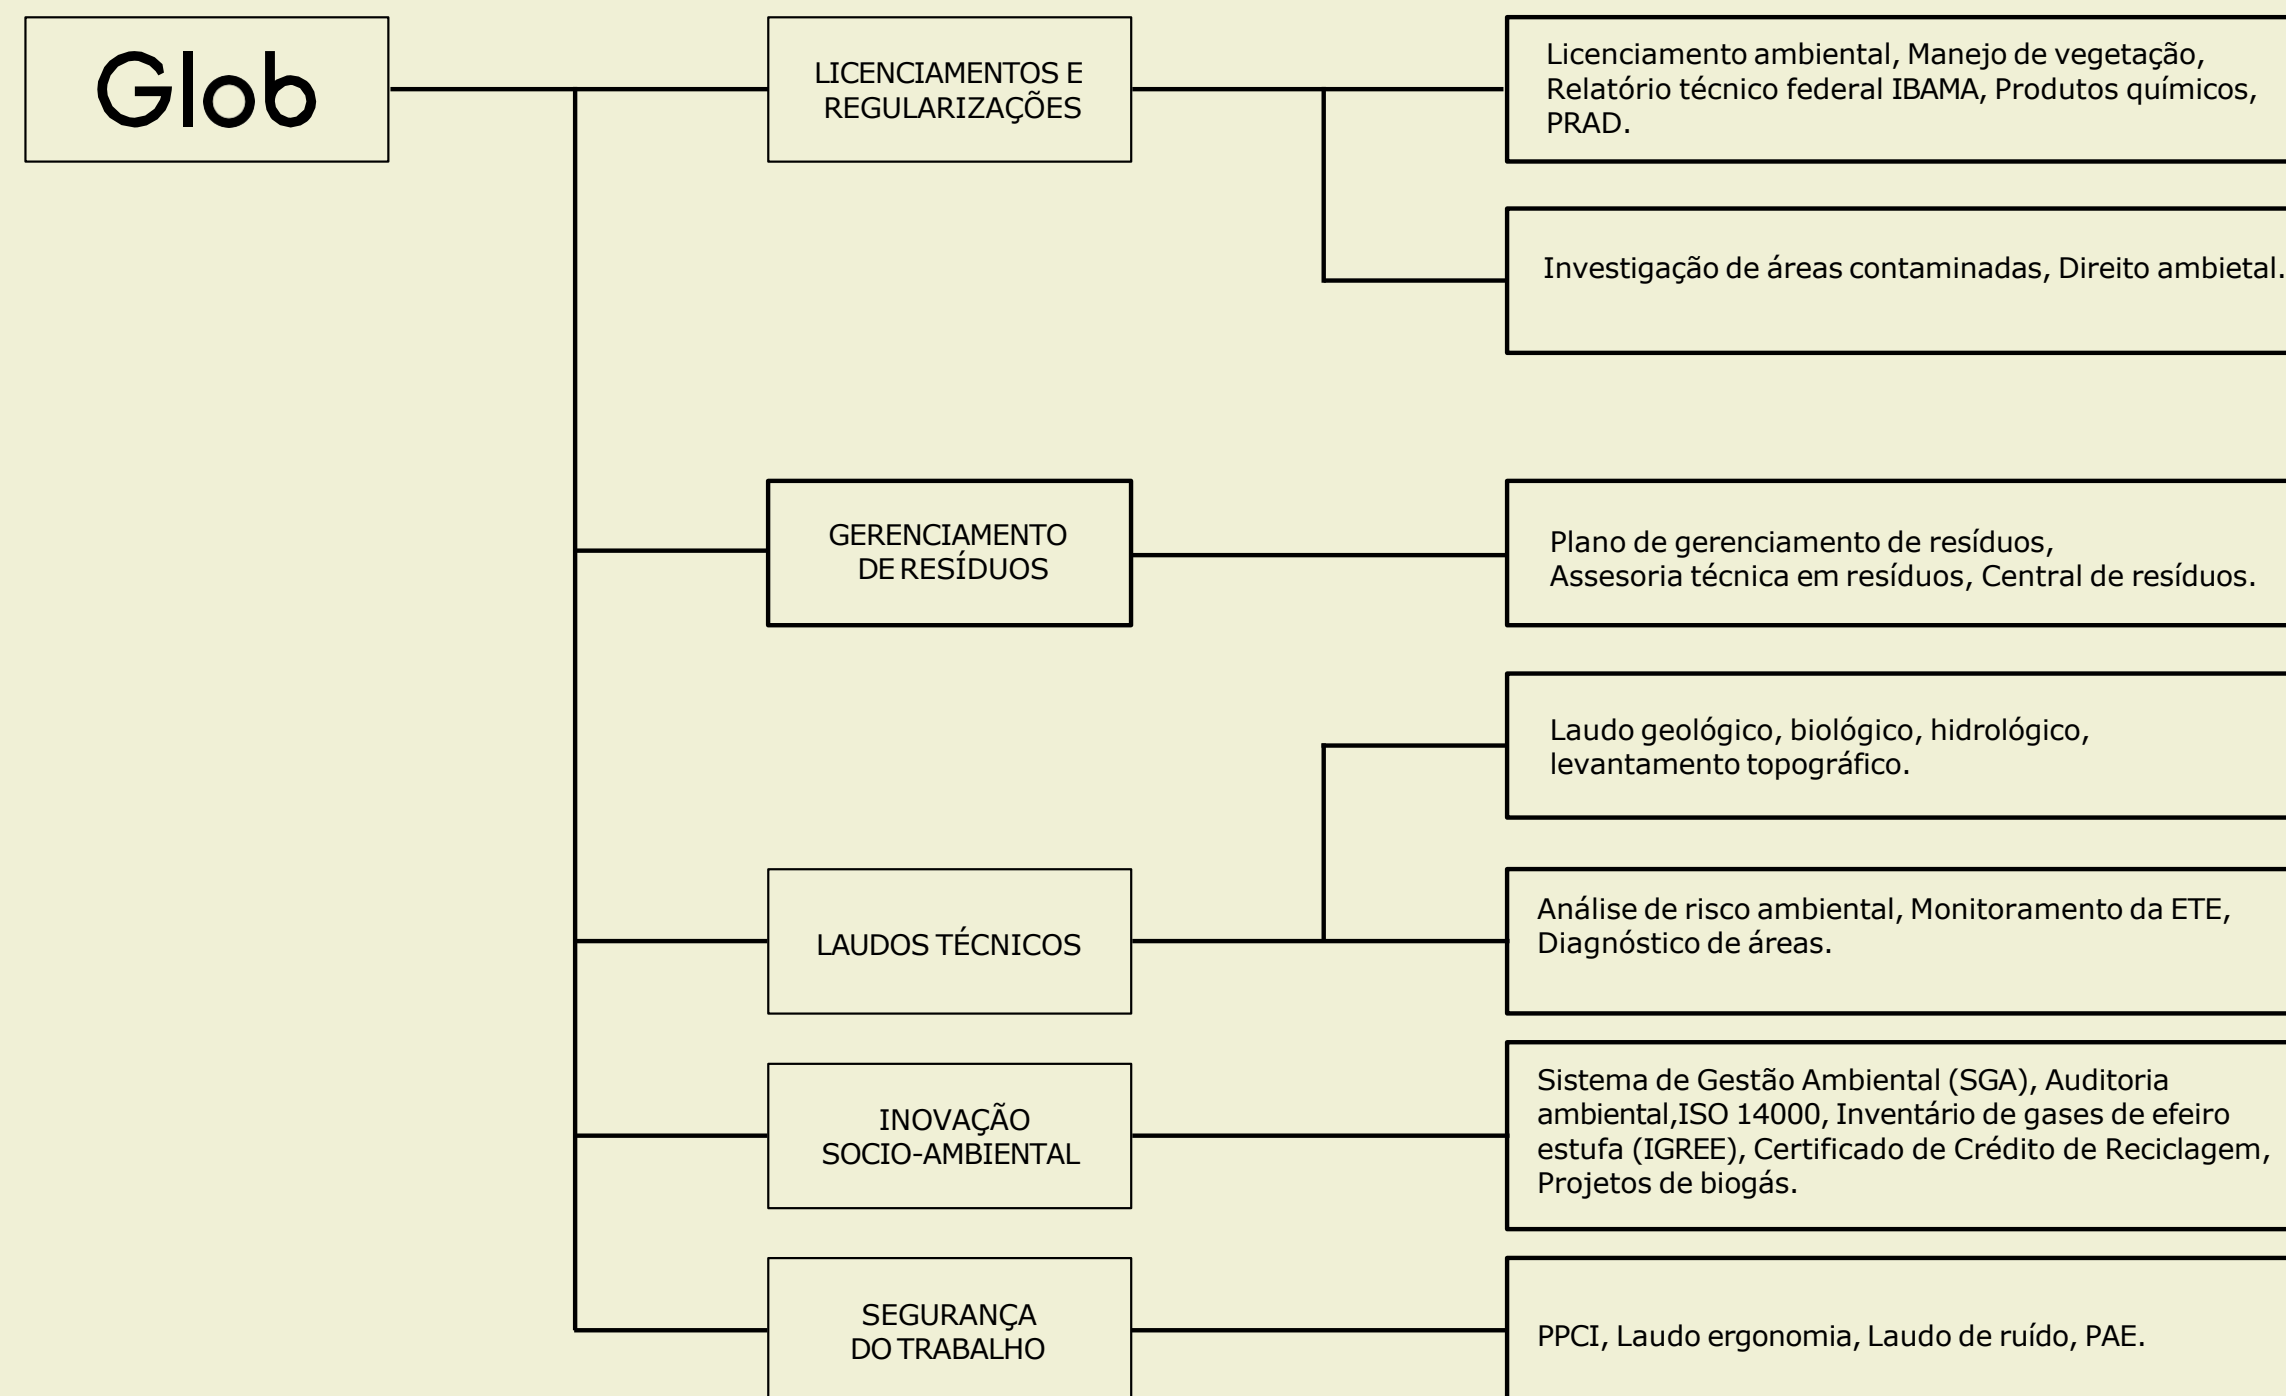 Glob
LICENCIAMENTOS E
REGULARIZAÇÕES
Licenciamento ambiental, Manejo de vegetação,
Relatório técnico federal IBAMA, Produtos químicos,
PRAD.
Investigação de áreas contaminadas, Direito ambietal.
GERENCIAMENTO
DE RESÍDUOS
Plano de gerenciamento de resíduos,
Assesoria técnica em resíduos, Central de resíduos.
Laudo geológico, biológico, hidrológico,
levantamento topográfico.
LAUDOS TÉCNICOS
Análise de risco ambiental, Monitoramento da ETE,
Diagnóstico de áreas.
INOVAÇÃO
SOCIO-AMBIENTAL
Sistema de Gestão Ambiental (SGA), Auditoria
ambiental,ISO 14000, Inventário de gases de efeiro
estufa (IGREE), Certificado de Crédito de Reciclagem,
Projetos de biogás.
SEGURANÇA
DO TRABALHO
PPCI, Laudo ergonomia, Laudo de ruído, PAE.